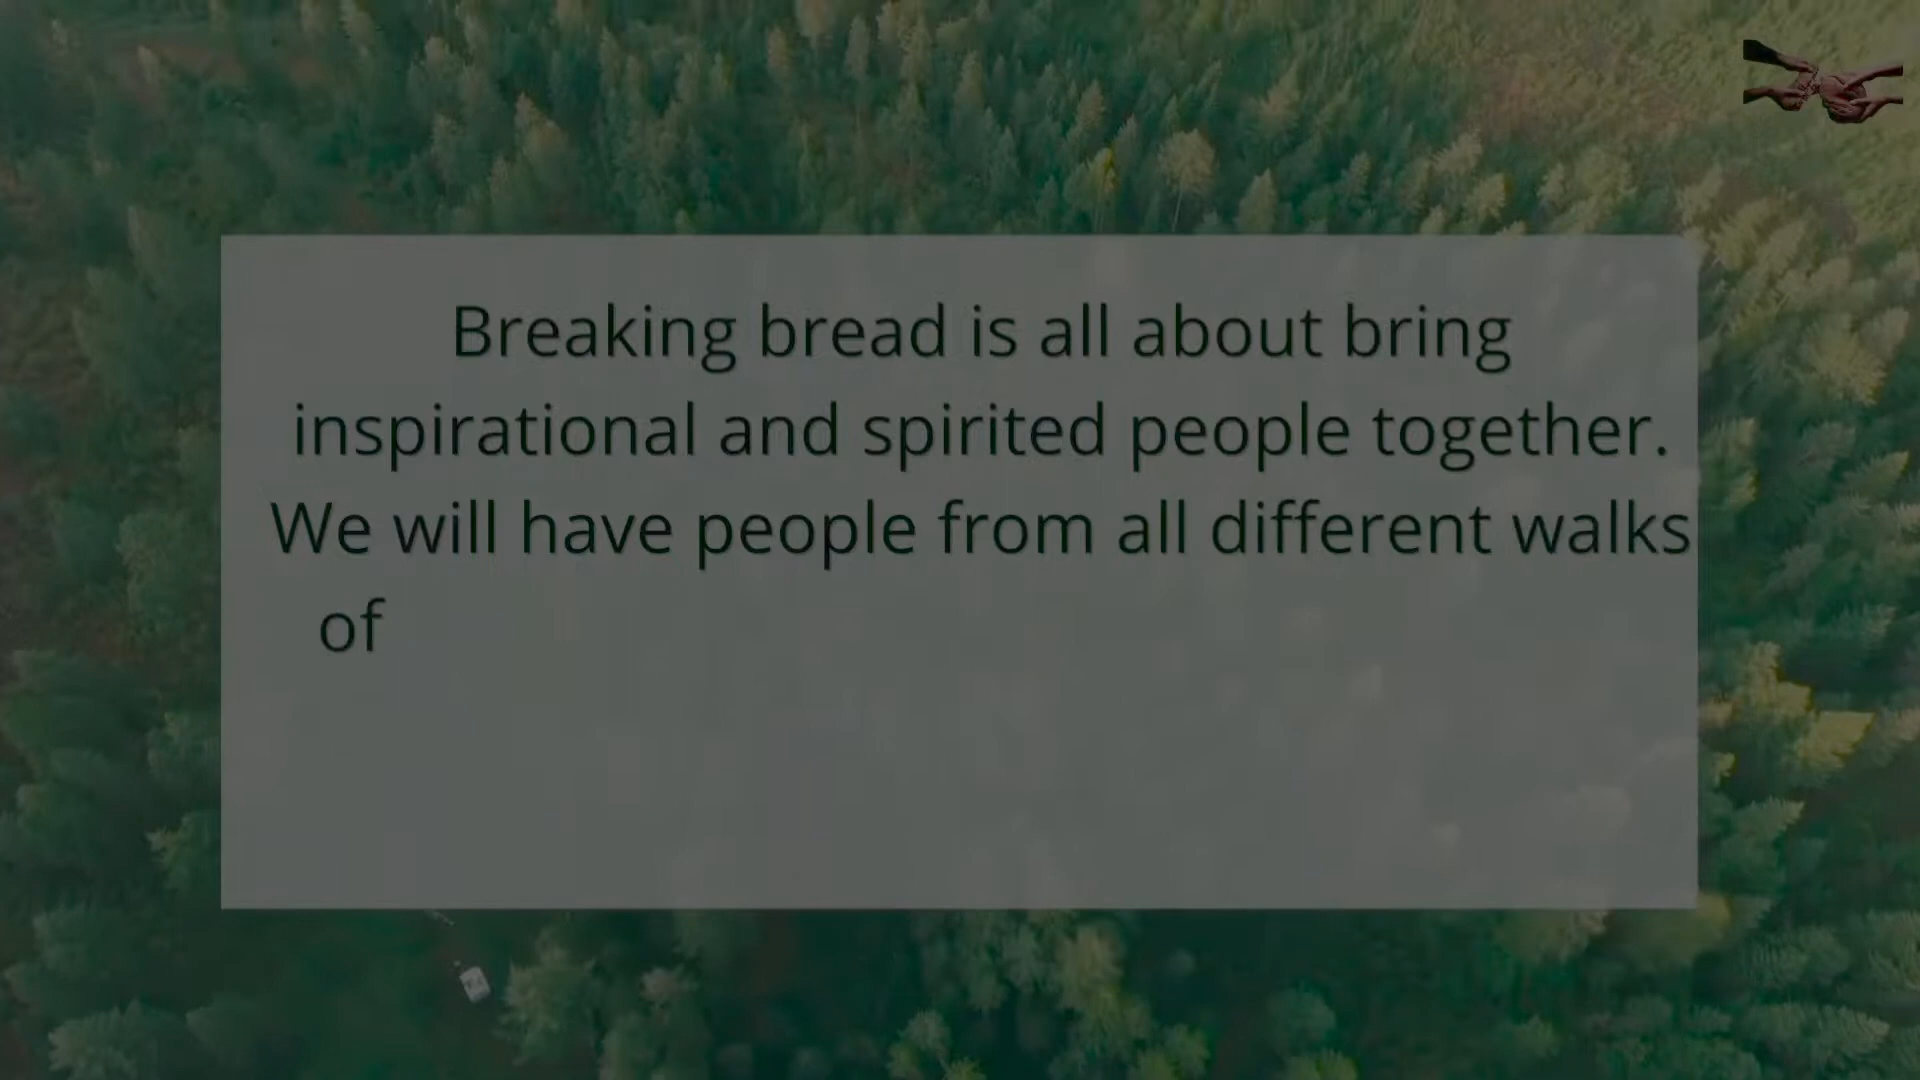 Breaking bread is all about bring
inspirational and spirited people together.
We will have people from all different walks
of